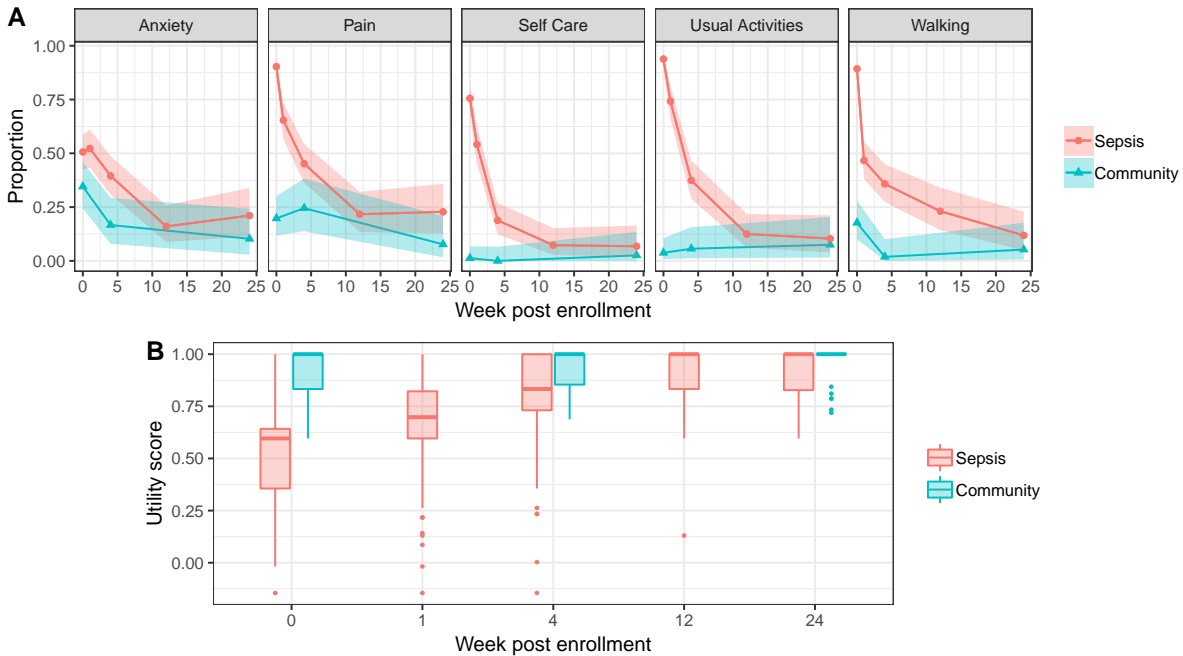 A
Anxiety Pain Self Care Usual Activities Walking
1.00
0.75
0.50
0.25
0.00
Proportion
Sepsis
Community
0 5 10 15 20 25 0 5 10 15 20 25 0 5 10 15 20 25 0 5 10 15 20 25 0 5 10 15 20 25
Week post enrollment
B
1.00
0.75
0.50
0.25
0.00
Utility score
Sepsis
Community
0 1 4 12 24
Week post enrollment